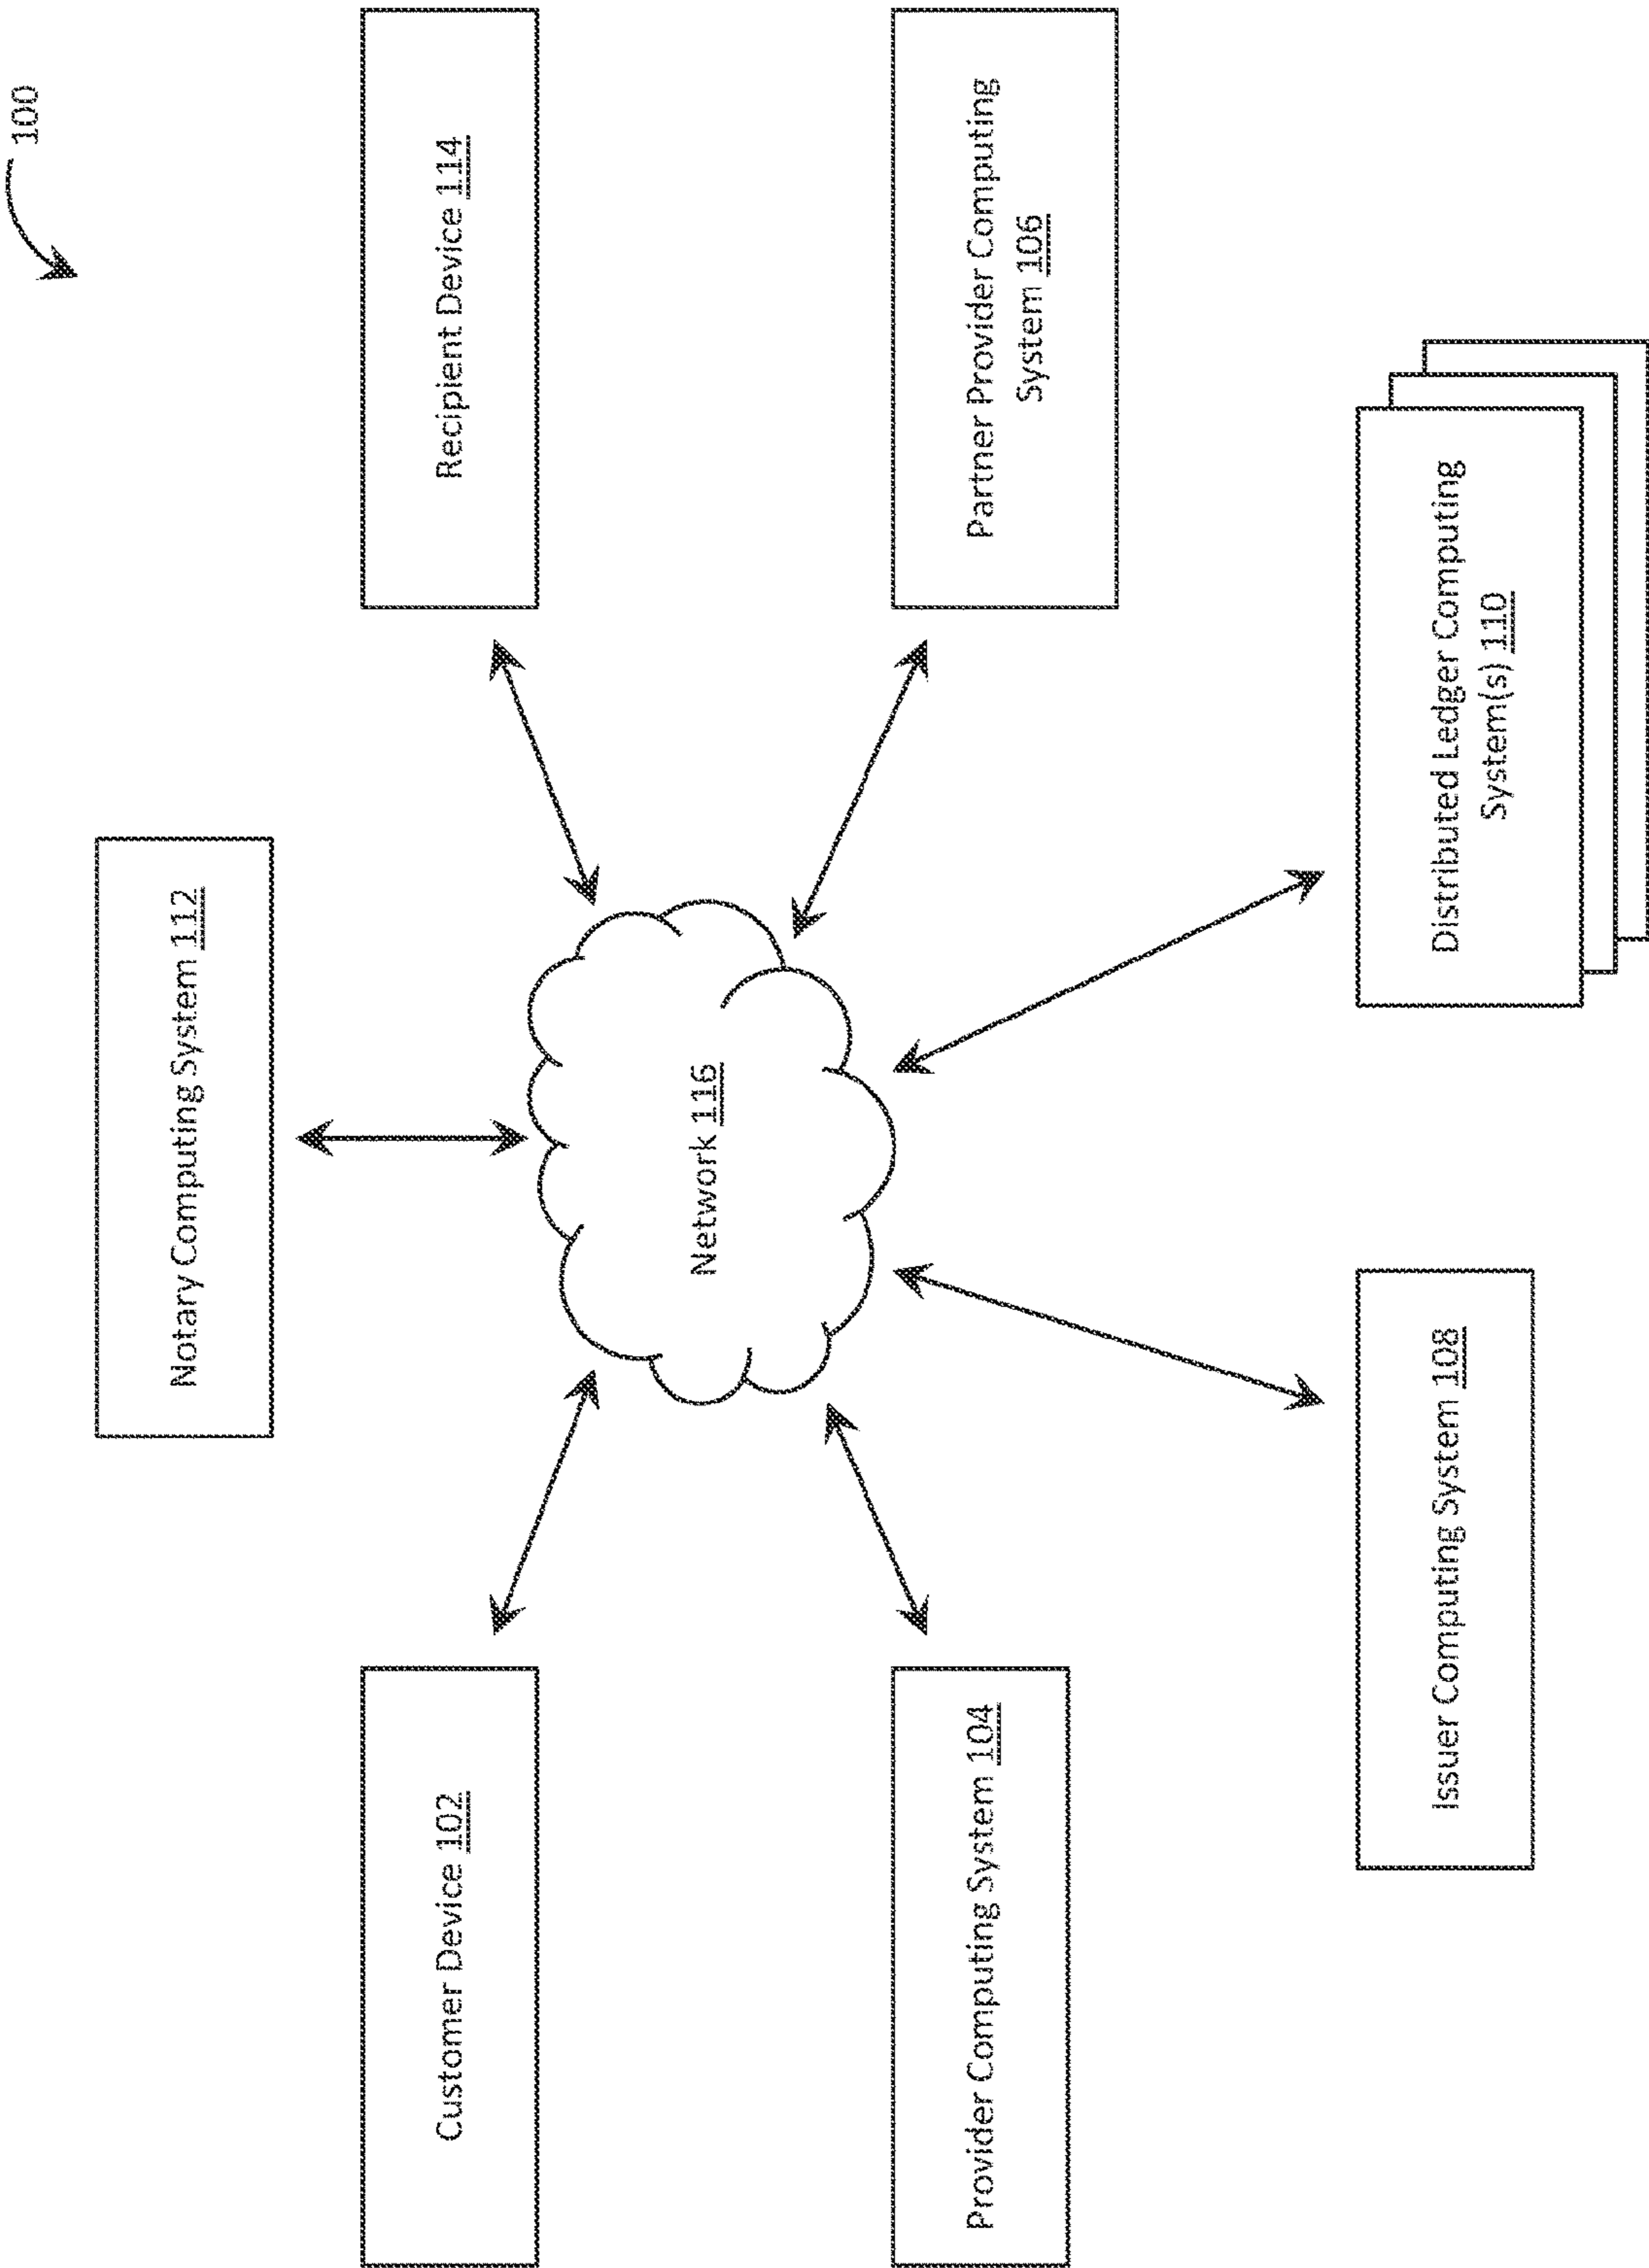 100
Notary Computing System 112
Customer Device 102
Recipient Device 114
Network 116
Provider Computing System 104
Partner Provider Computing
System 106
Issuer Computing System 108
Distributed Ledger Computing
System(s) 110